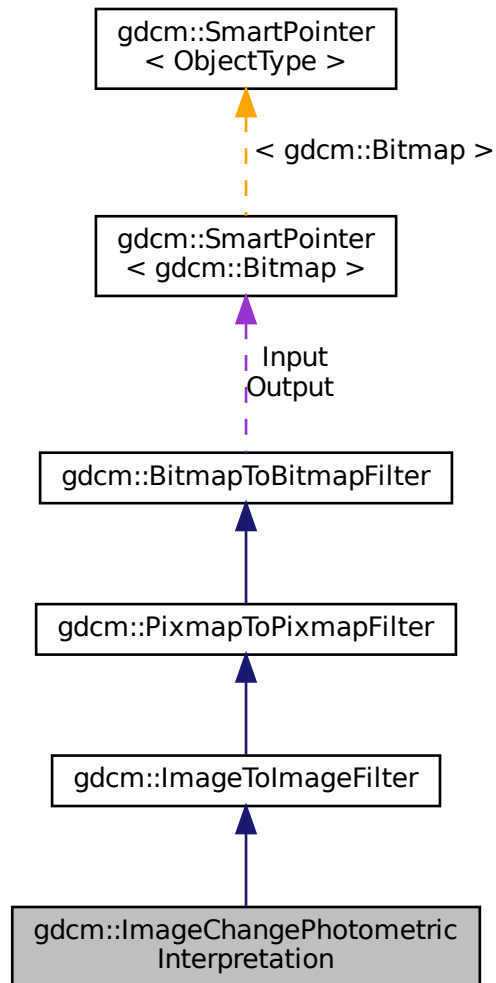 gdcm::SmartPointer
< ObjectType >
< gdcm::Bitmap >
gdcm::SmartPointer
< gdcm::Bitmap >
Input
Output
gdcm::BitmapToBitmapFilter
gdcm::PixmapToPixmapFilter
gdcm::ImageToImageFilter
gdcm::ImageChangePhotometric
Interpretation